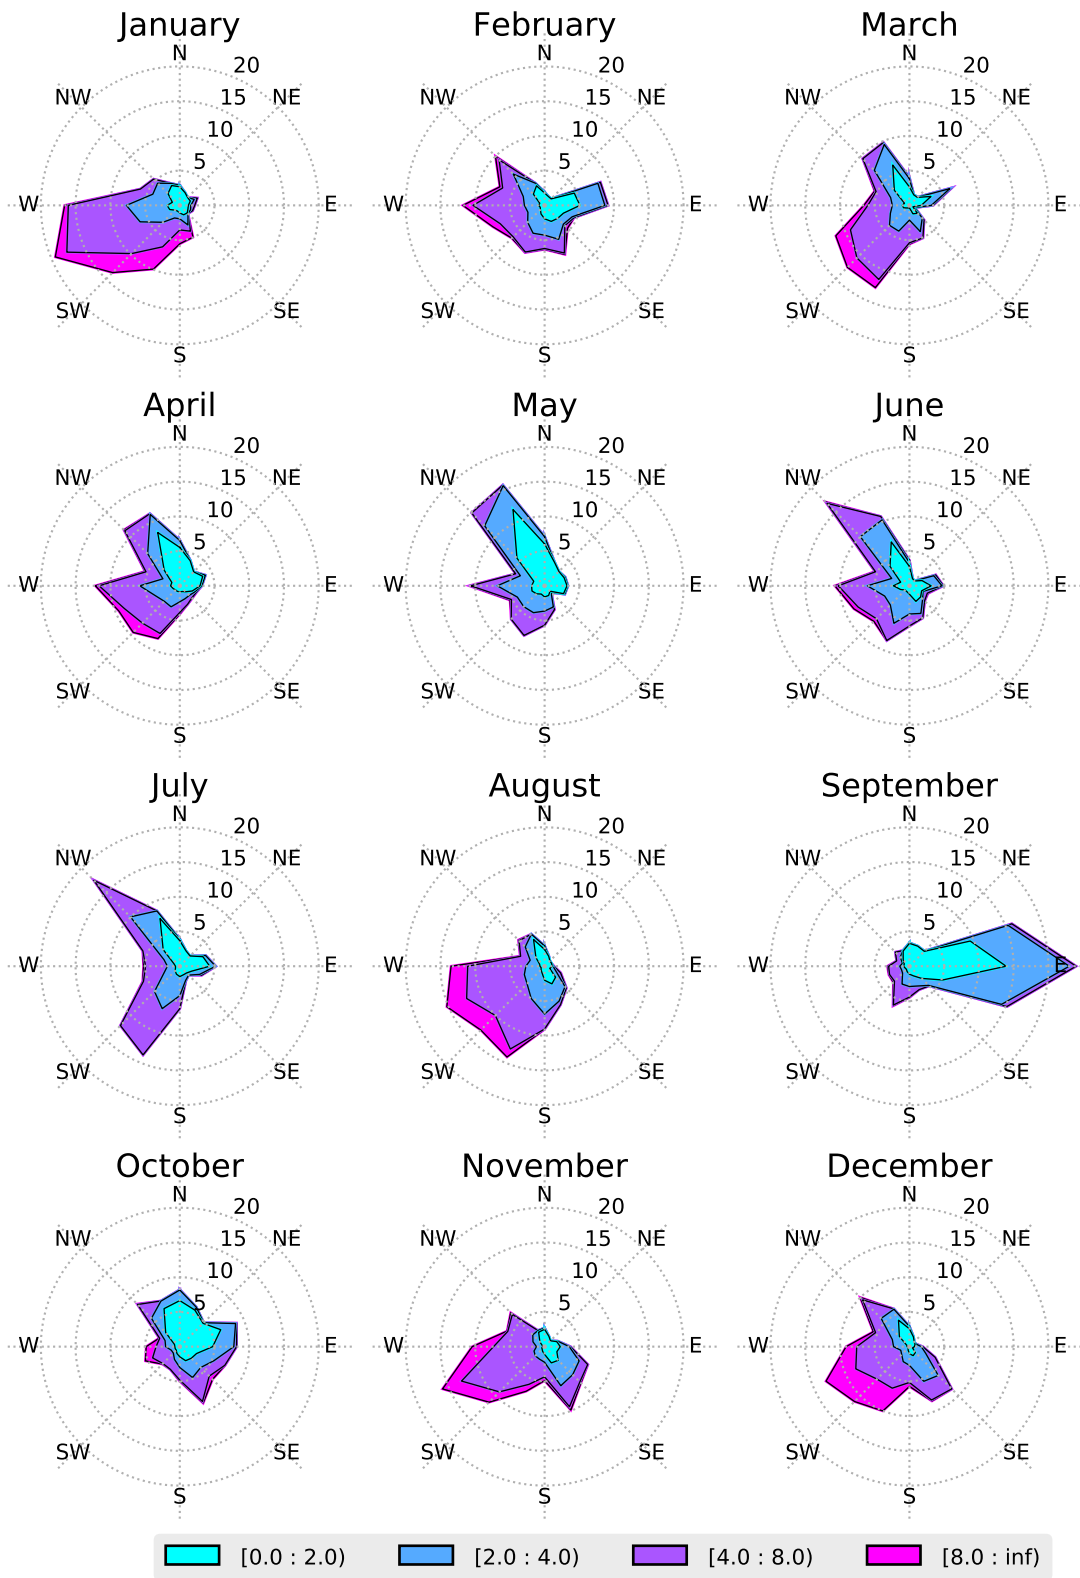 January February March
N N N
20 20 20
NW 15 NE NW 15 NE NW 15 NE
10 10 10
5 5 5
W E W E W E
SW SE SW SE SW SE
S S S
April May June
N N N
20 20 20
NW 15 NE NW 15 NE NW 15 NE
10 10 10
5 5 5
W E W E W E
SW SE SW SE SW SE
S S S
July August September
N N N
20 20 20
NW 15 NE NW 15 NE NW 15 NE
10 10 10
5 5 5
W E W E W E
SW SE SW SE SW SE
S S S
October November December
N N N
20 20 20
NW 15 NE NW 15 NE NW 15 NE
10 10 10
5 5 5
W E W E W E
SW SE SW SE SW SE
S S S
[0.0 : 2.0) [2.0 : 4.0) [4.0 : 8.0) [8.0 : inf)